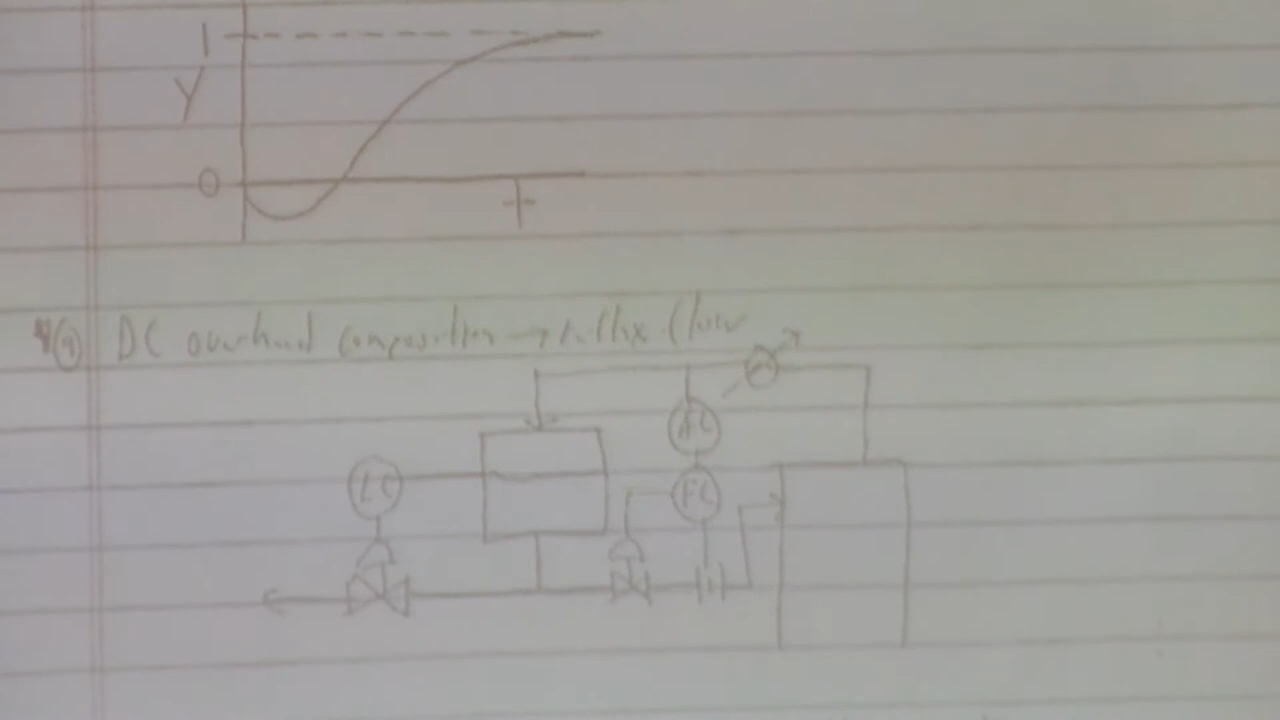 1
Y
0
t
4(a) DC overhead composition → reflux flow
AC
LC
FC